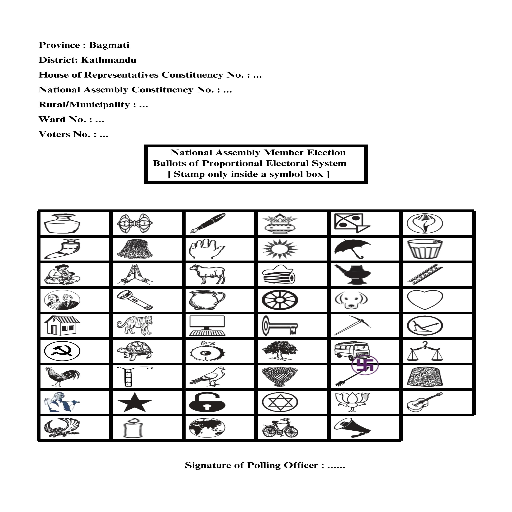 Province : Bagmati
District: Kathmandu
House of Representatives Constituency No. : ...
National Assembly Constituency No. : ...
Rural/Municipality : ...
Ward No. : ...
Voters No. : ...
National Assembly Member Election
Ballots of Proportional Electoral System
[ Stamp only inside a symbol box ]
Signature of Polling Officer : ......